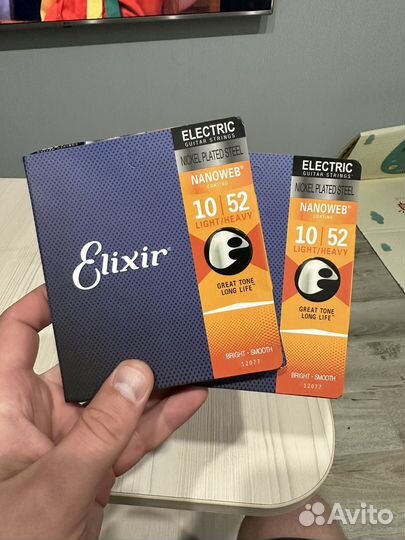 Elixir®
ELECTRIC
GUITAR STRINGS
NICKEL PLATED STEEL
NANOWEB®
COATING
10 | 52
LIGHT/HEAVY
GREAT TONE
LONG LIFE™
BRIGHT • SMOOTH
12077
ELECTRIC
GUITAR STRINGS
NICKEL PLATED STEEL
NANOWEB®
COATING
10 | 52
LIGHT/HEAVY
GREAT TONE
LONG LIFE™
BRIGHT • SMOOTH
12077
Avito